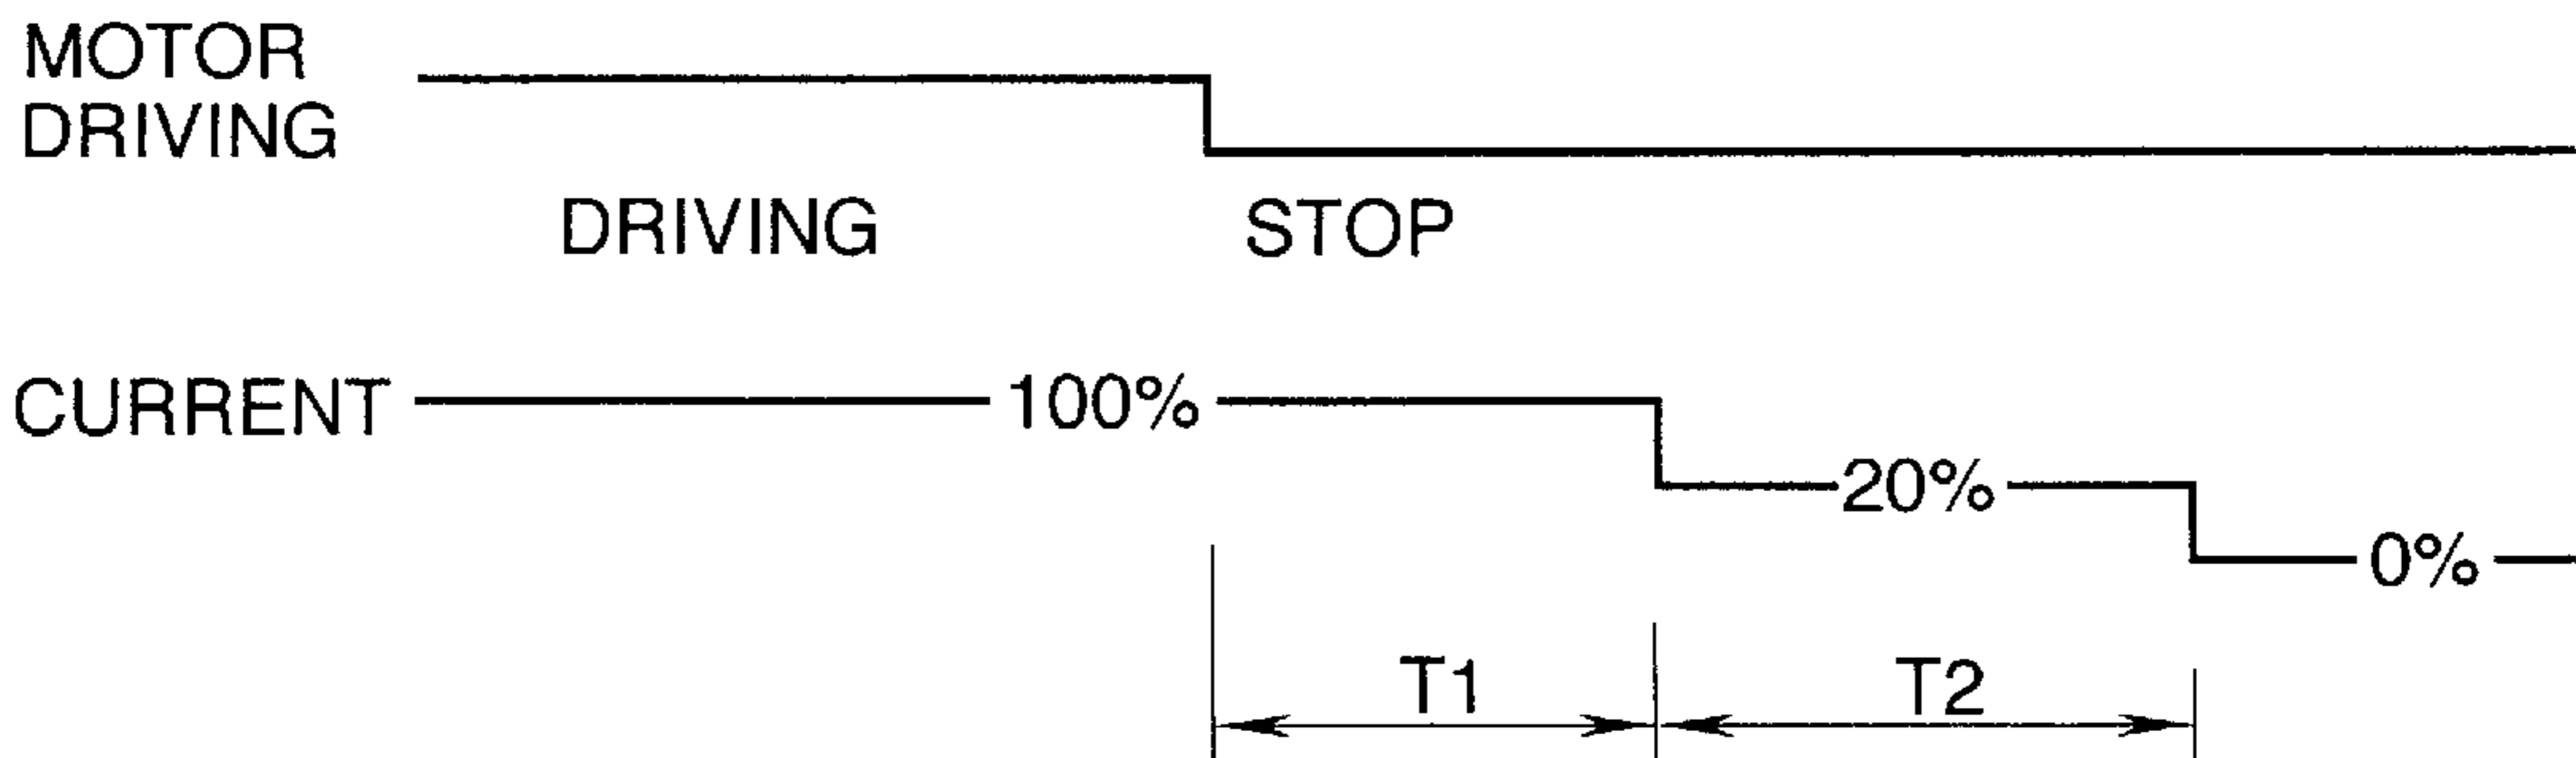 MOTOR
DRIVING
DRIVING STOP
CURRENT 100%
20%
0%
T1 T2